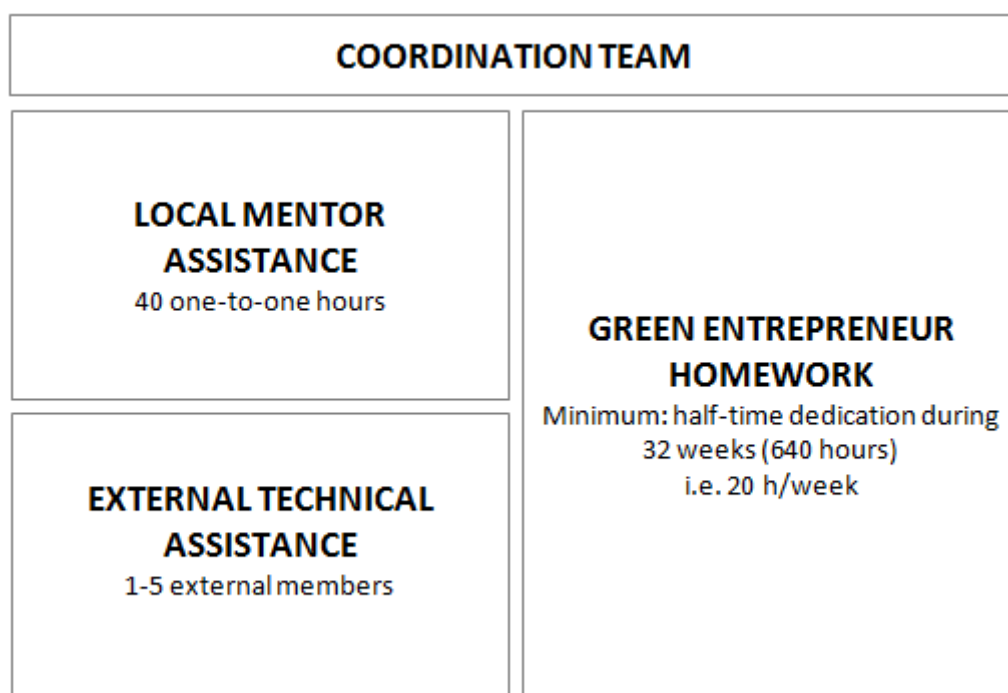 COORDINATION TEAM
LOCAL MENTOR
ASSISTANCE
40 one-to-one hours
EXTERNAL TECHNICAL
ASSISTANCE
1-5 external members
GREEN ENTREPRENEUR
HOMEWORK
Minimum: half-time dedication during
32 weeks (640 hours)
i.e. 20 h/week